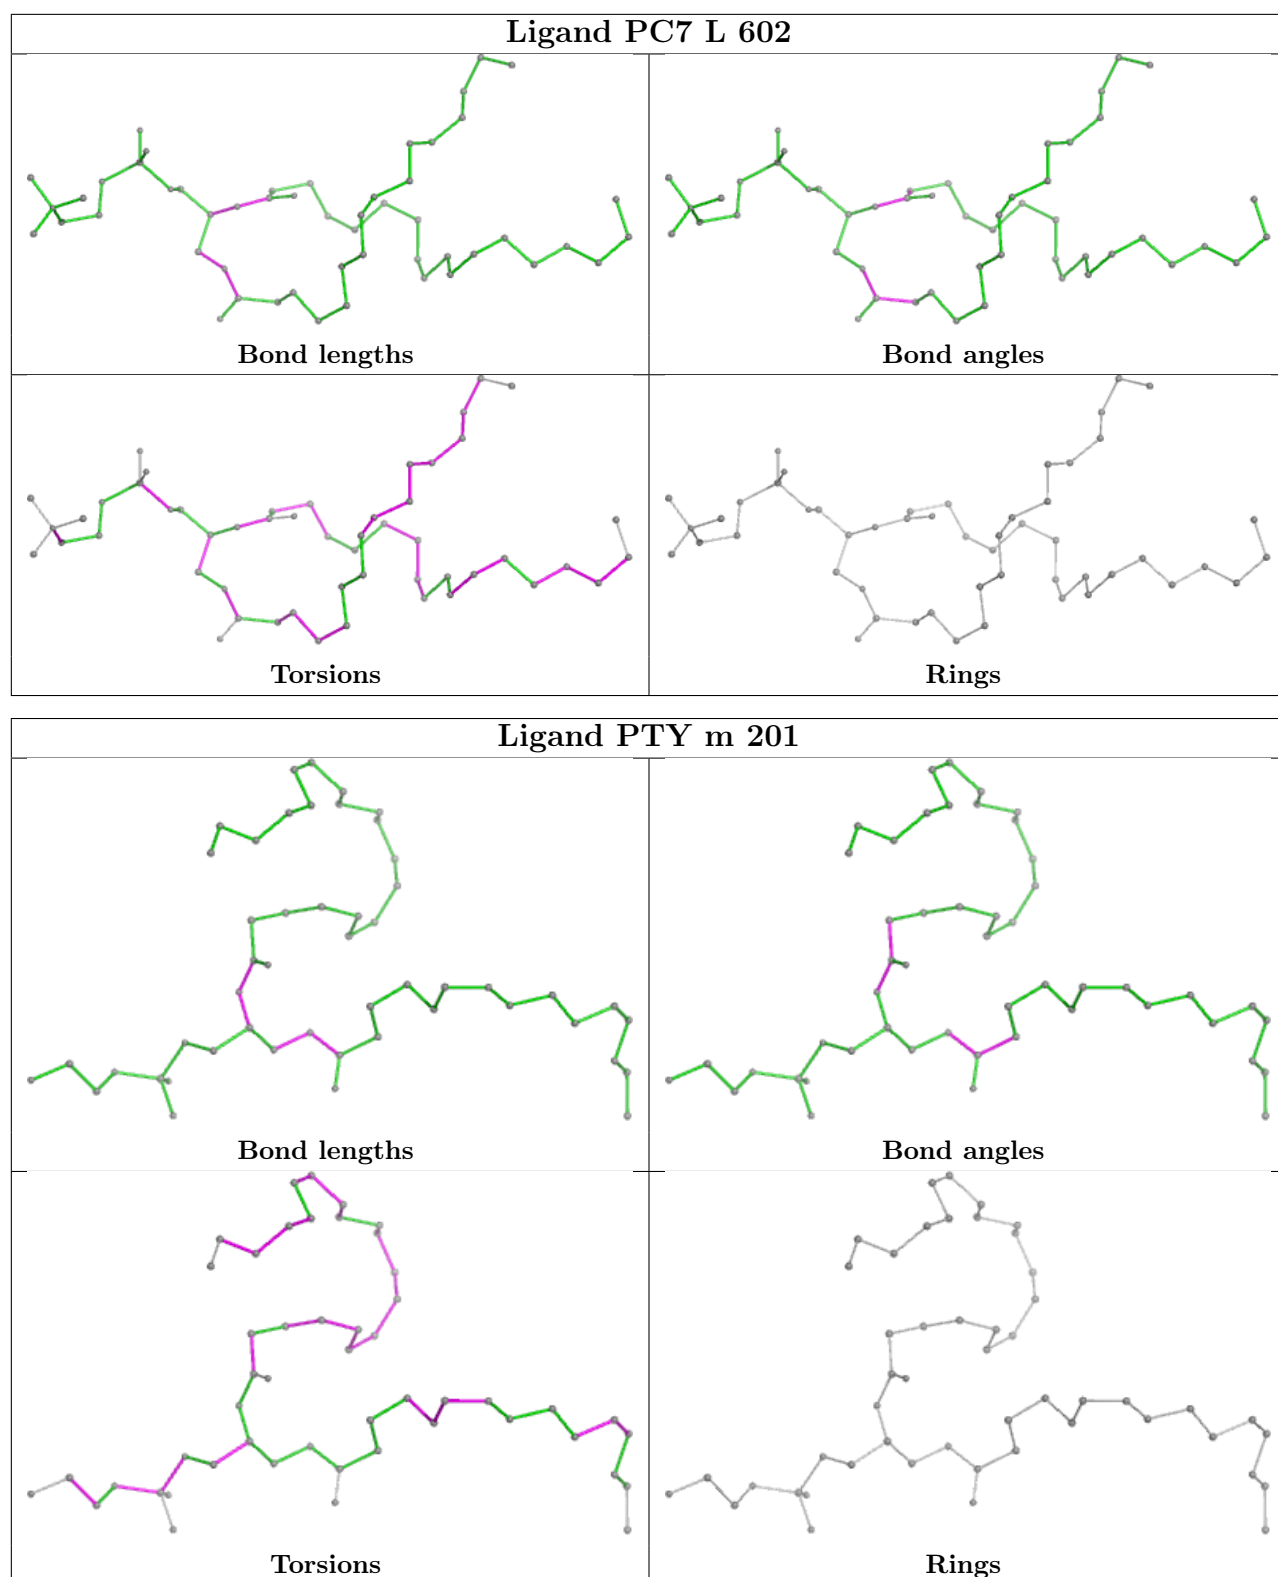 Ligand PC7 L 602
Bond lengths
Bond angles
Torsions
Rings
Ligand PTY m 201
Bond lengths
Bond angles
Torsions
Rings